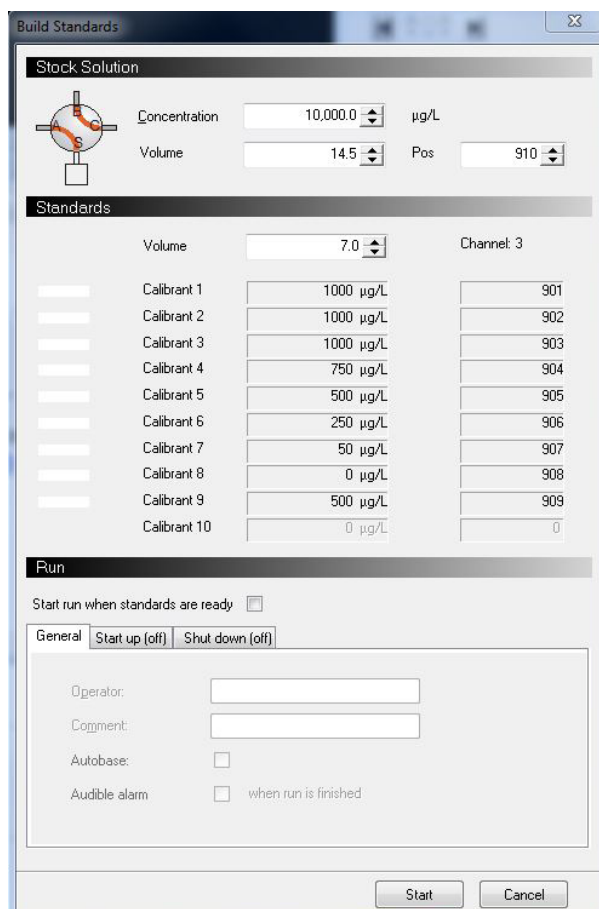 Build Standards
Stock Solution
A B C S
Concentration 10,000.0 µg/L
Volume 14.5 Pos 910
Standards
Volume 7.0 Channel: 3
Calibrant 1 1000 µg/L 901
Calibrant 2 1000 µg/L 902
Calibrant 3 1000 µg/L 903
Calibrant 4 750 µg/L 904
Calibrant 5 500 µg/L 905
Calibrant 6 250 µg/L 906
Calibrant 7 50 µg/L 907
Calibrant 8 0 µg/L 908
Calibrant 9 500 µg/L 909
Calibrant 10 0 µg/L 0
Run
Start run when standards are ready
General Start up (off) Shut down (off)
Operator:
Comment:
Autobase:
Audible alarm when run is finished
Start Cancel